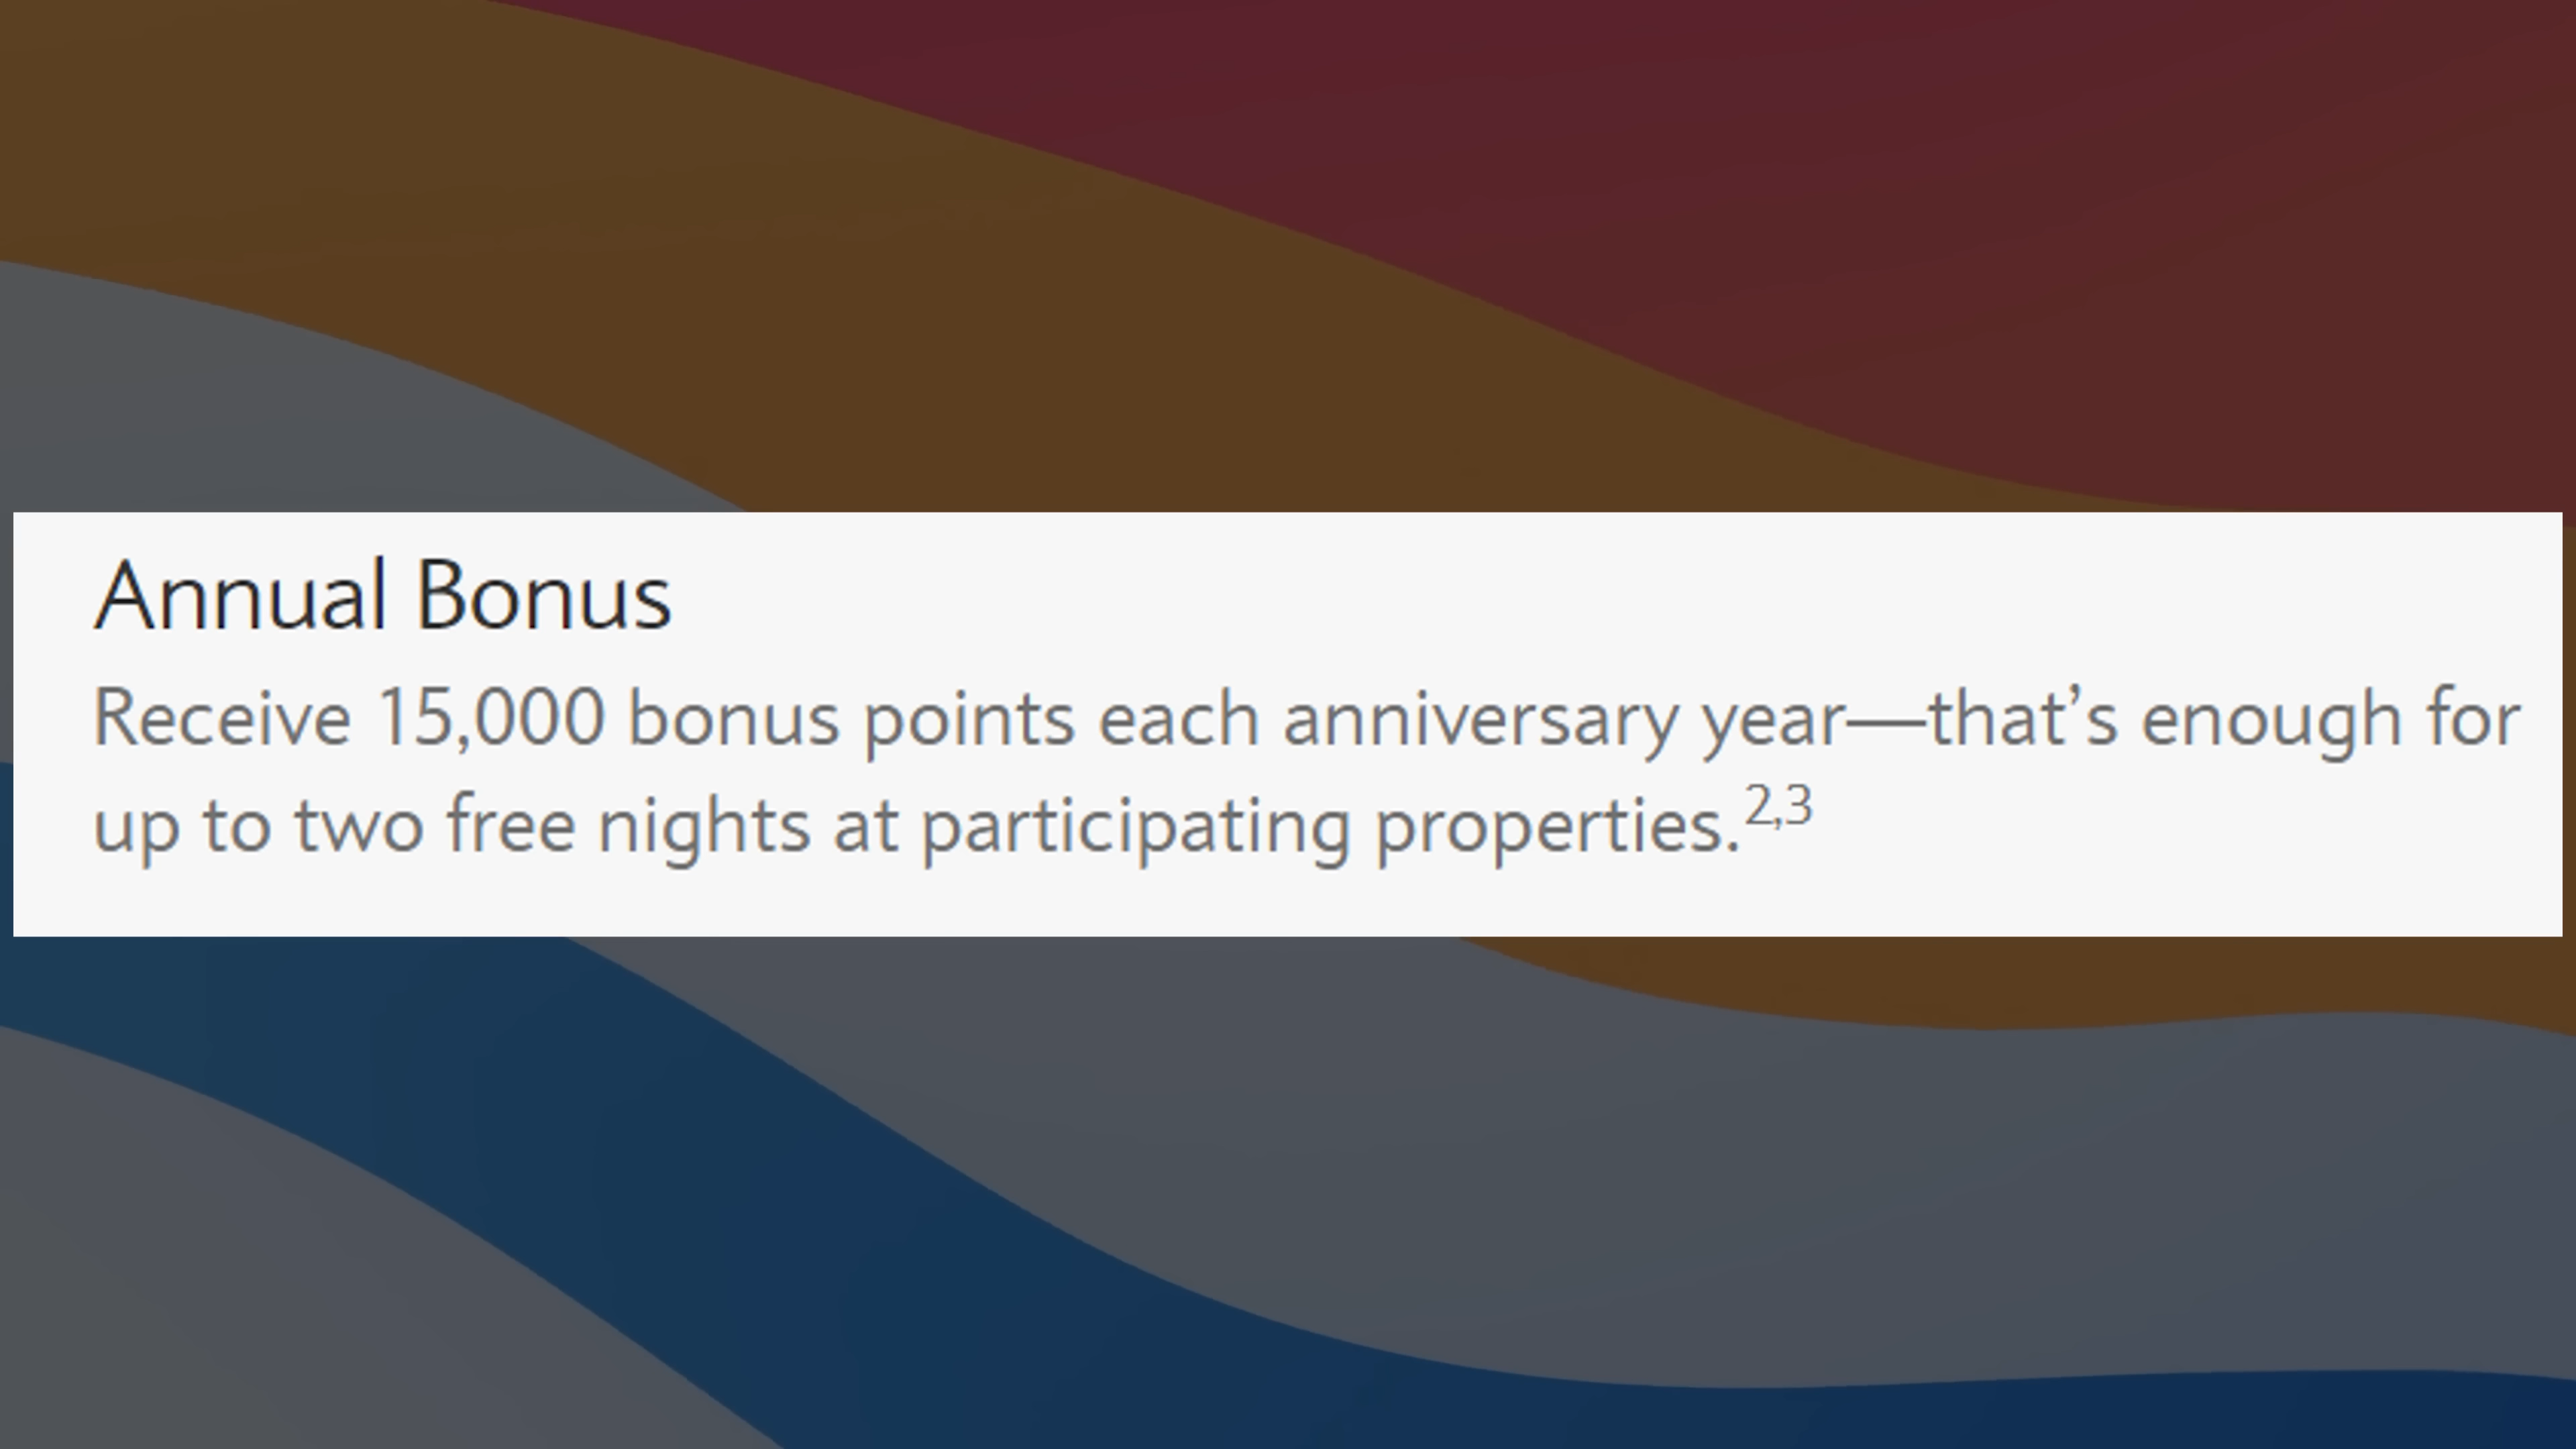 Annual Bonus
Receive 15,000 bonus points each anniversary year—that’s enough for
up to two free nights at participating properties.2,3